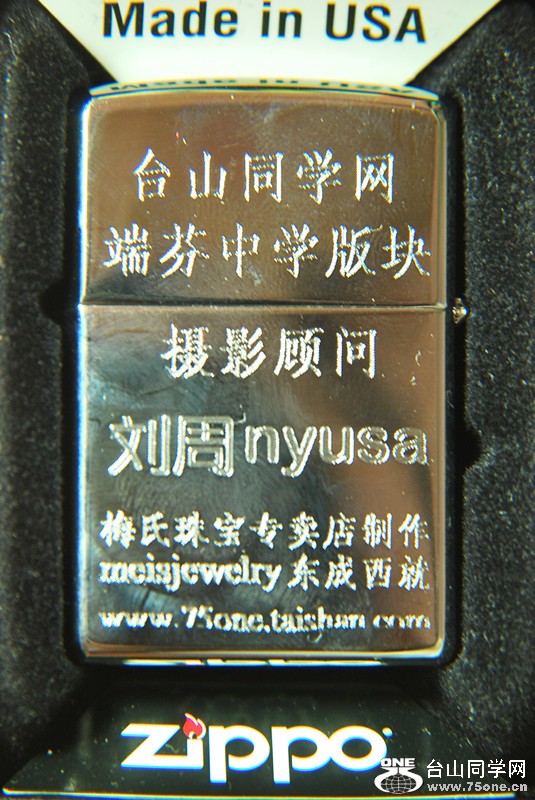 Made in USA
台山同学网
端芬中学版块
摄影顾问
刘周nyusa
梅氏珠宝专卖店制作
meisjewelry东成西就
www.75one.taishan.com
zippo
ONE
台山同学网
www.75one.cn